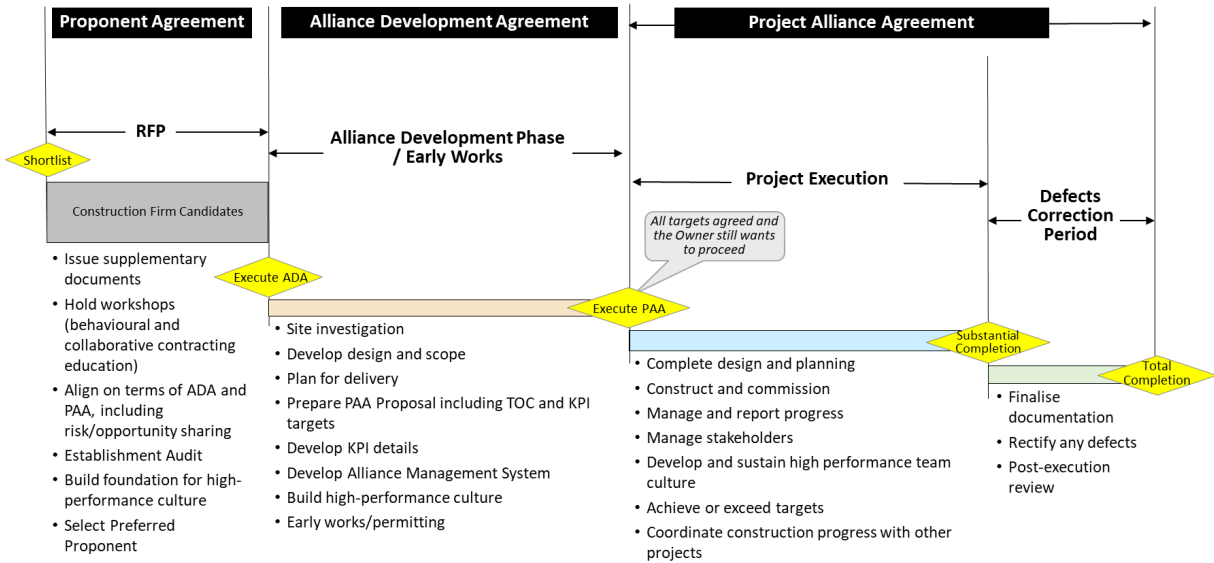 Proponent Agreement
Alliance Development Agreement
Project Alliance Agreement
RFP
Alliance Development Phase
/ Early Works
Project Execution
Defects
Correction
Period
Shortlist
Construction Firm Candidates
All targets agreed and
the Owner still wants
to proceed
Execute ADA
Execute PAA
Substantial
Completion
Total
Completion
• Issue supplementary
documents
• Hold workshops
(behavioural and
collaborative contracting
education)
• Align on terms of ADA and
PAA, including
risk/opportunity sharing
• Establishment Audit
• Build foundation for high-
performance culture
• Select Preferred
Proponent
• Site investigation
• Develop design and scope
• Plan for delivery
• Prepare PAA Proposal including TOC and KPI
targets
• Develop KPI details
• Develop Alliance Management System
• Build high-performance culture
• Early works/permitting
• Complete design and planning
• Construct and commission
• Manage and report progress
• Manage stakeholders
• Develop and sustain high performance team
culture
• Achieve or exceed targets
• Coordinate construction progress with other
projects
• Finalise
documentation
• Rectify any defects
• Post-execution
review